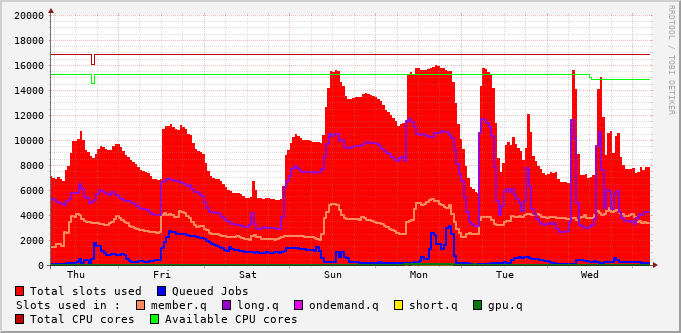 20000
18000
16000
14000
12000
10000
8000
6000
4000
2000
0
Thu Fri Sat Sun Mon Tue Wed
RRDTOOL / TOBI OETIKER
Total slots used Queued Jobs
Slots used in : member.q long.q ondemand.q short.q gpu.q
Total CPU cores Available CPU cores